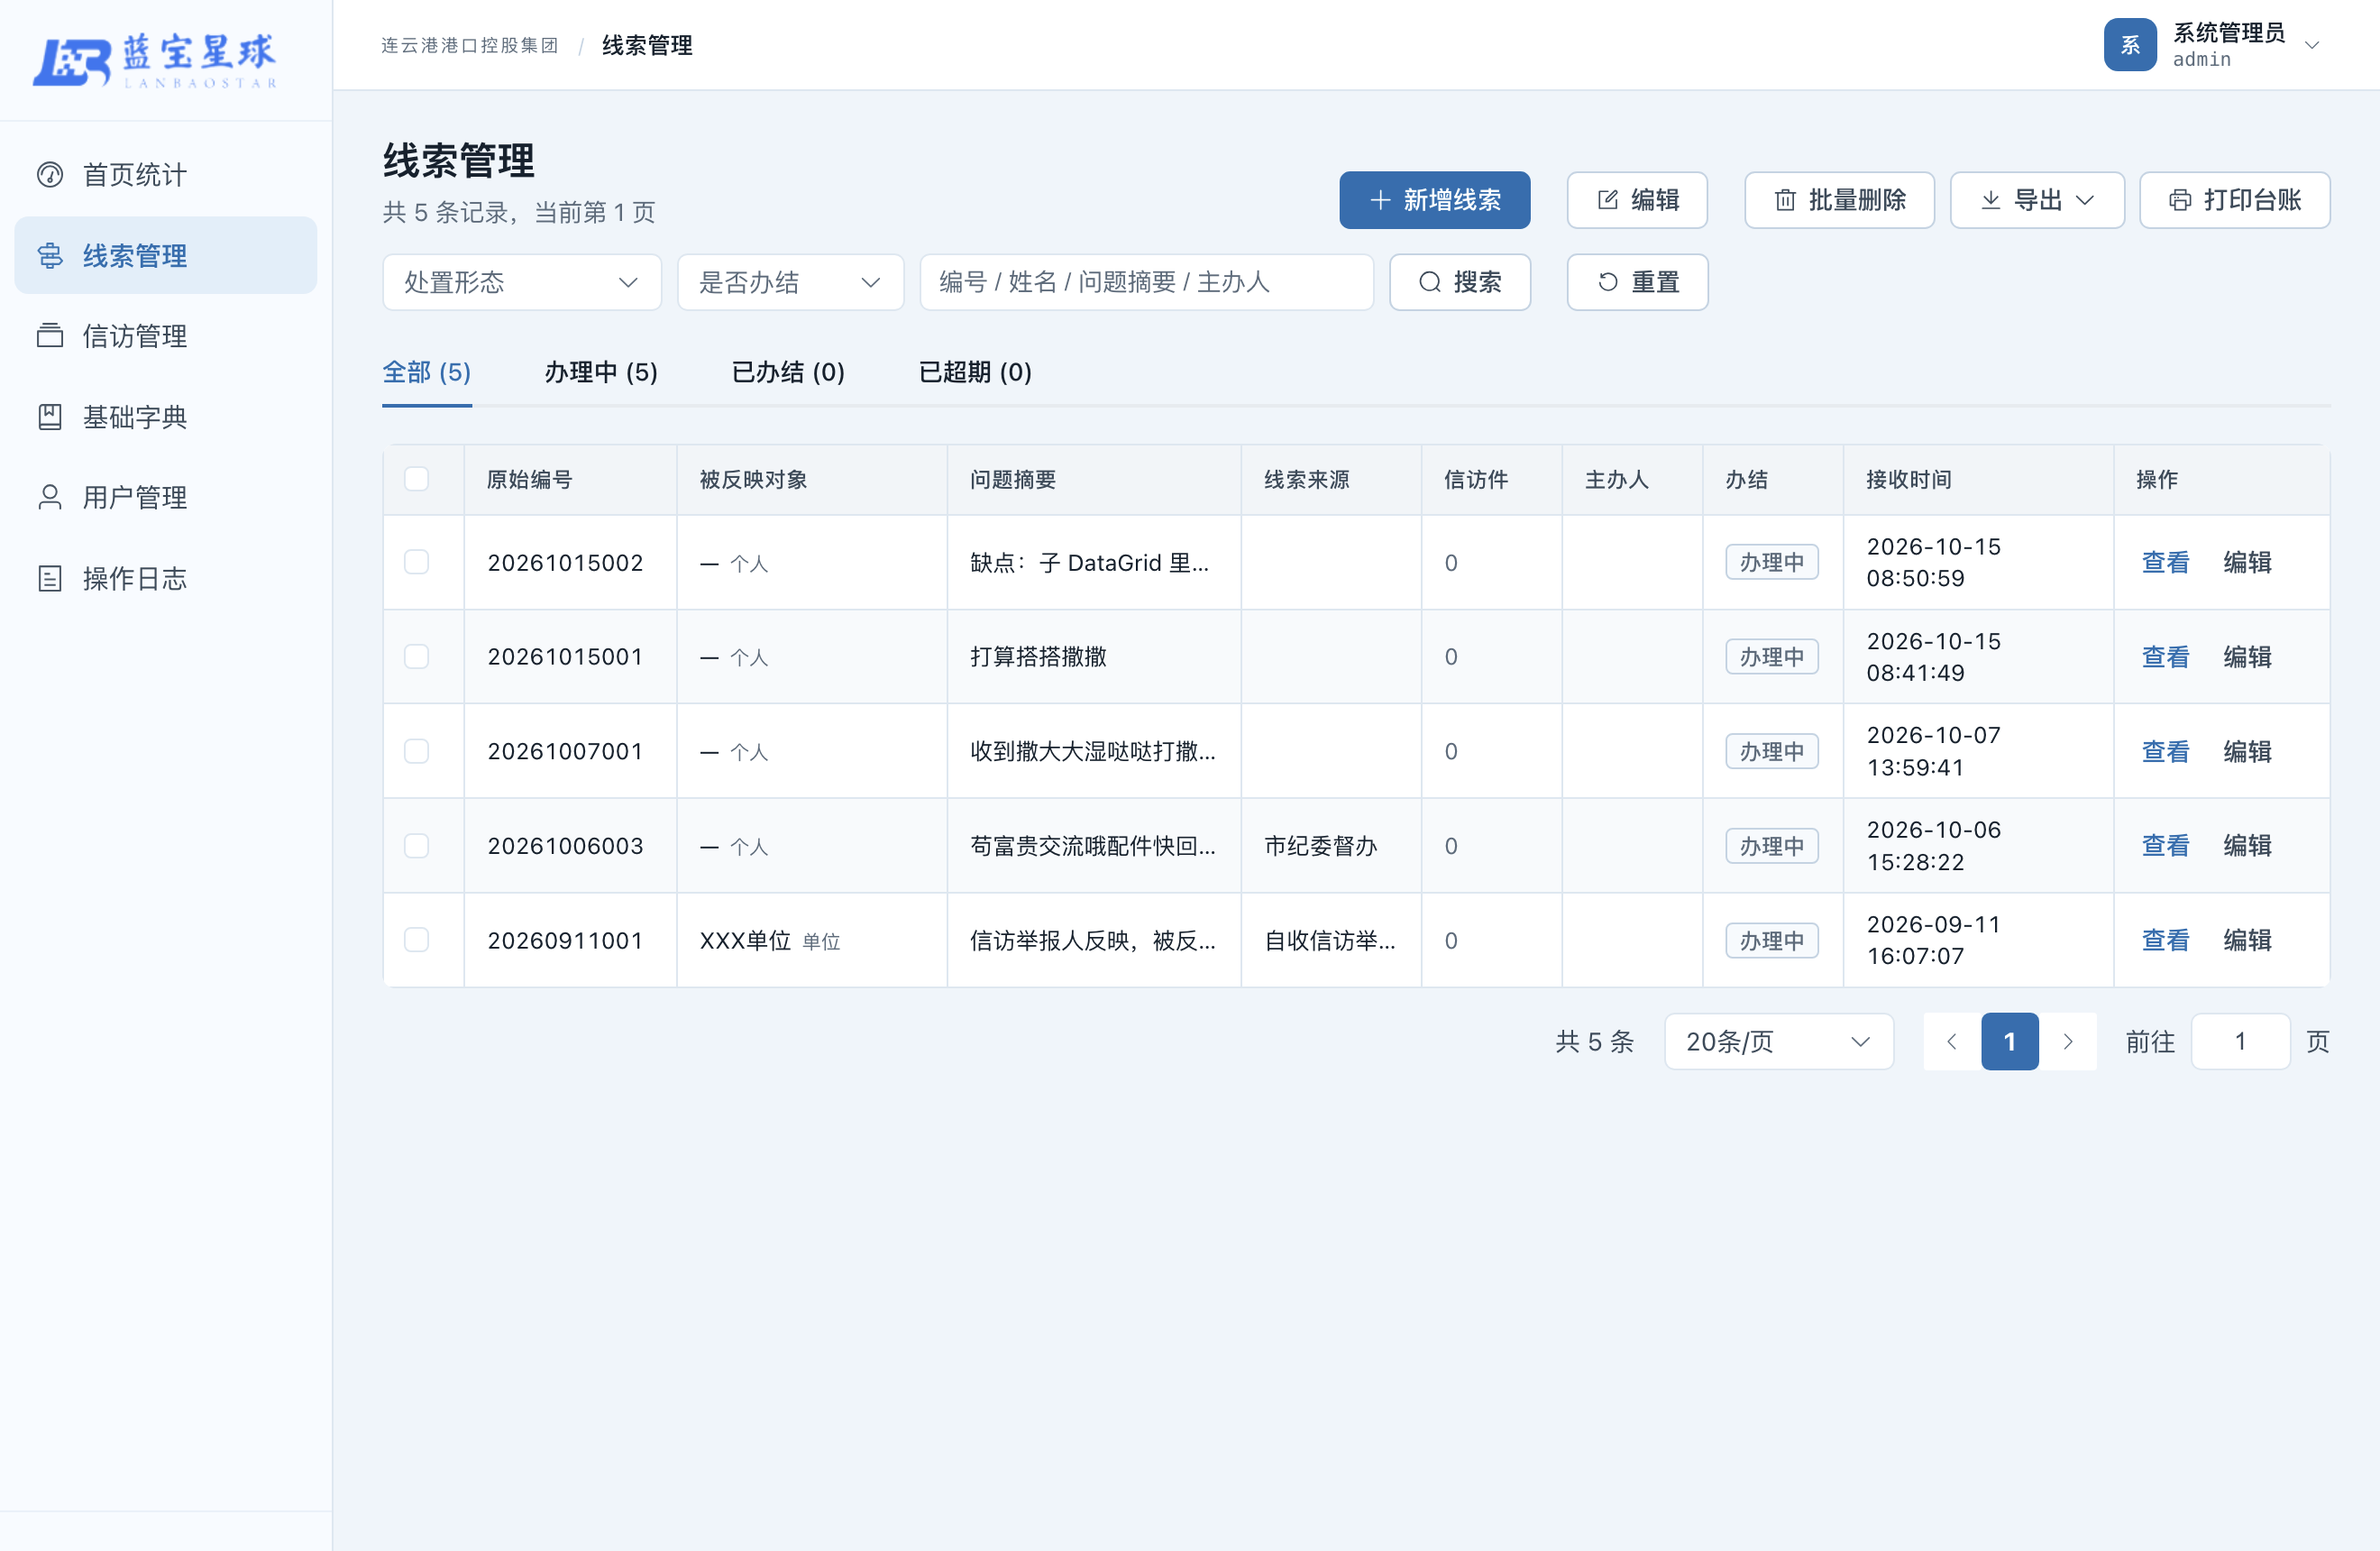 蓝宝星球
LANBAOSTAR
连云港港口控股集团 / 线索管理
系
系统管理员
admin
首页统计
线索管理
信访管理
基础字典
用户管理
操作日志
线索管理
共 5 条记录，当前第 1 页
新增线索 编辑 批量删除 导出 打印台账
处置形态 是否办结 编号 / 姓名 / 问题摘要 / 主办人 搜索 重置
全部 (5) 办理中 (5) 已办结 (0) 已超期 (0)
原始编号 被反映对象 问题摘要 线索来源 信访件 主办人 办结 接收时间 操作
20261015002 — 个人 缺点：子 DataGrid 里... 0 办理中 2026-10-15 08:50:59 查看 编辑
20261015001 — 个人 打算搭搭撒撒 0 办理中 2026-10-15 08:41:49 查看 编辑
20261007001 — 个人 收到撒大大湿哒哒打撒... 0 办理中 2026-10-07 13:59:41 查看 编辑
20261006003 — 个人 苟富贵交流哦配件快回... 市纪委督办 0 办理中 2026-10-06 15:28:22 查看 编辑
20260911001 XXX单位 单位 信访举报人反映，被反... 自收信访举... 0 办理中 2026-09-11 16:07:07 查看 编辑
共 5 条 20条/页 1 前往 1 页